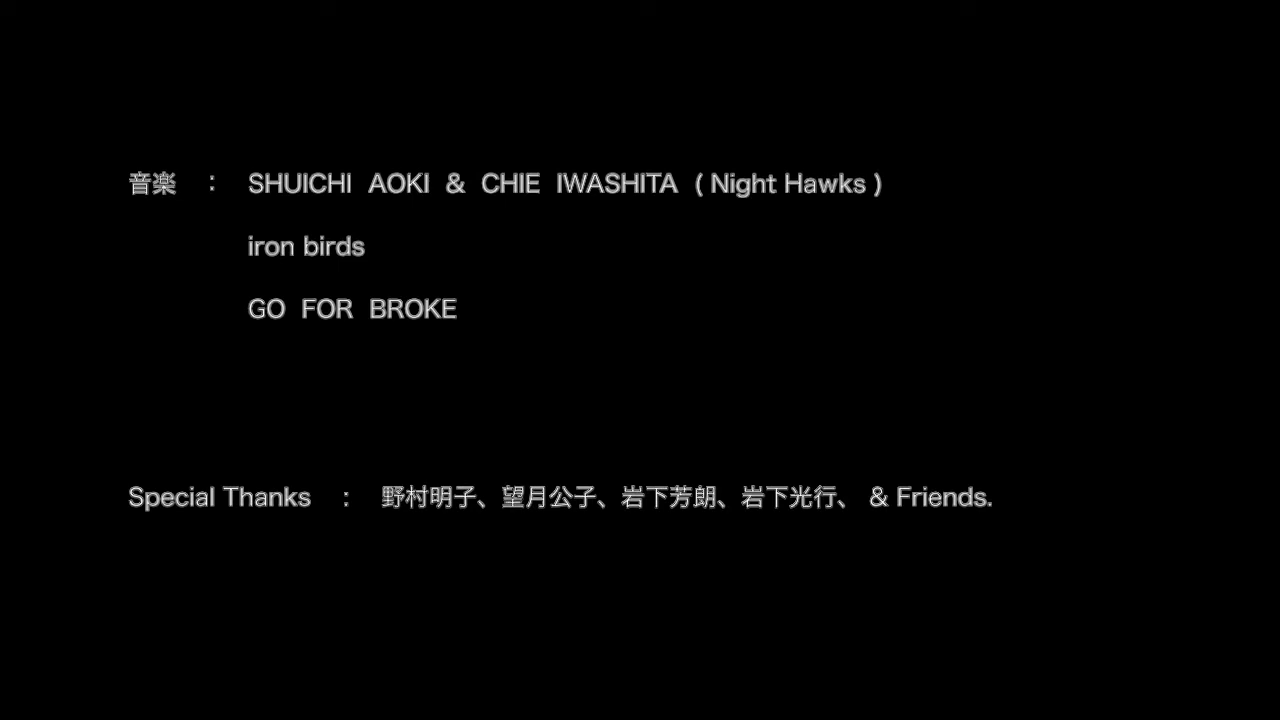 音楽　：　SHUICHI AOKI & CHIE IWASHITA ( Night Hawks )
iron birds
GO FOR BROKE
Special Thanks　：　野村明子、望月公子、岩下芳朗、岩下光行、 & Friends.